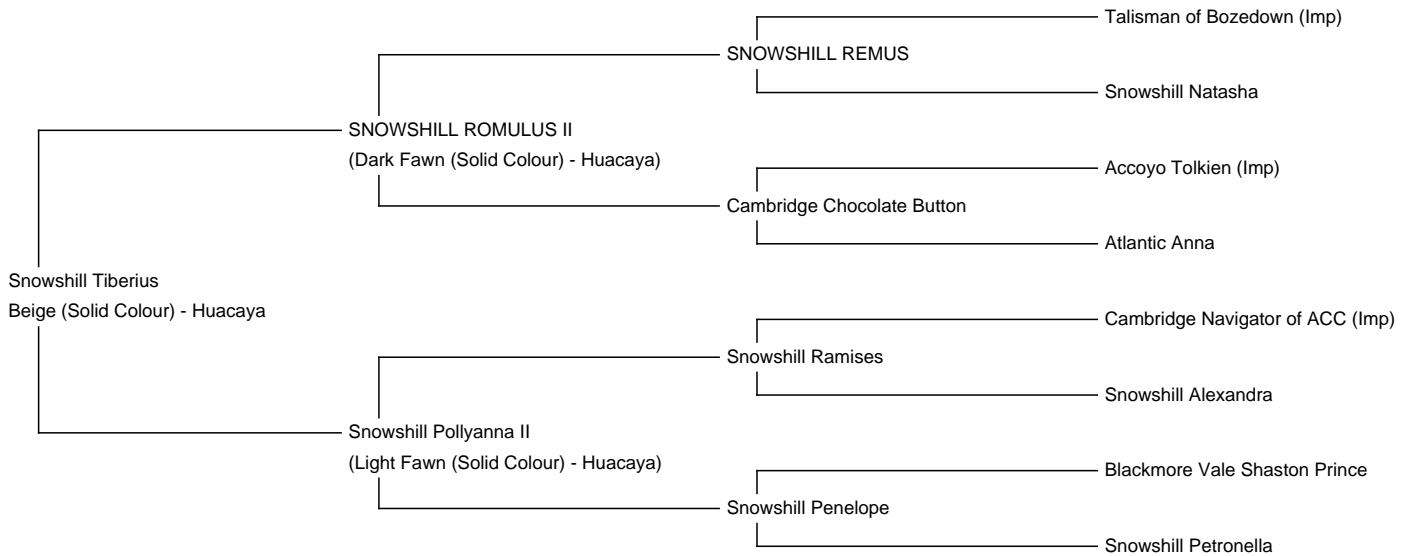 Talisman of Bozedown (Imp)
SNOWSHILL REMUS
Snowshill Natasha
SNOWSHILL ROMULUS II
(Dark Fawn (Solid Colour) - Huacaya)
Accoyo Tolkien (Imp)
Cambridge Chocolate Button
Atlantic Anna
Snowshill Tiberius
Beige (Solid Colour) - Huacaya
Cambridge Navigator of ACC (Imp)
Snowshill Ramises
Snowshill Alexandra
Snowshill Pollyanna II
(Light Fawn (Solid Colour) - Huacaya)
Blackmore Vale Shaston Prince
Snowshill Penelope
Snowshill Petronella